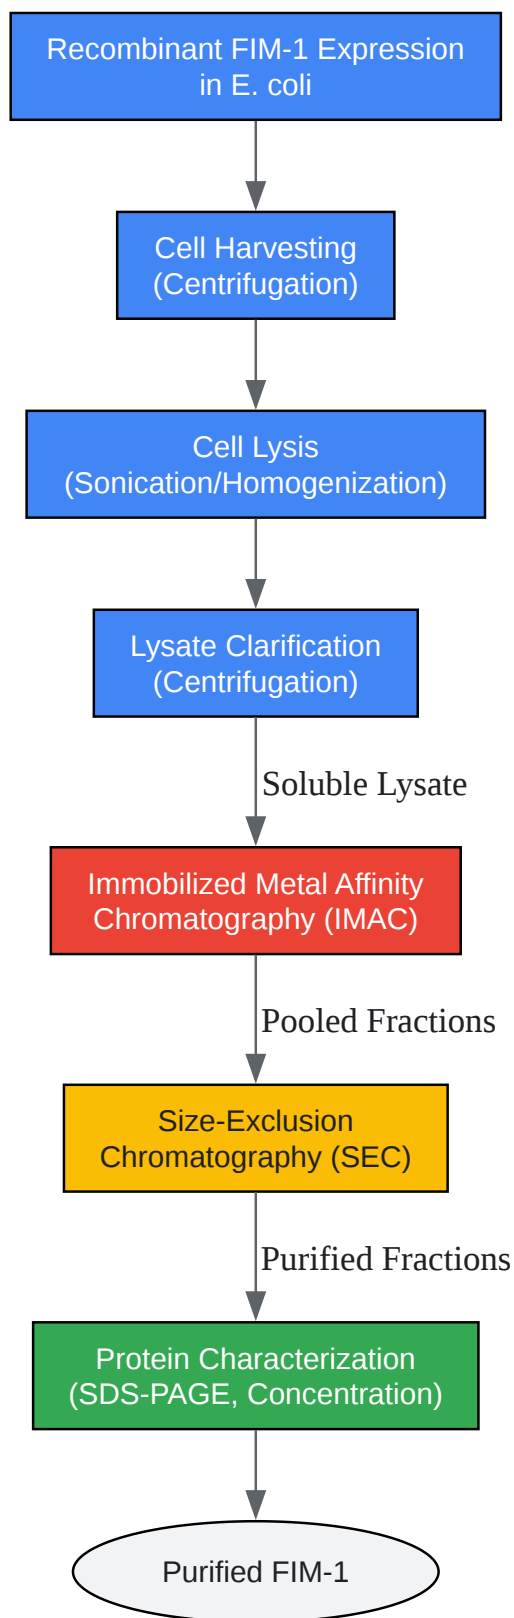 Recombinant FIM-1 Expression
in E. coli
Cell Harvesting
(Centrifugation)
Cell Lysis
(Sonication/Homogenization)
Lysate Clarification
(Centrifugation)
Soluble Lysate
Immobilized Metal Affinity
Chromatography (IMAC)
Pooled Fractions
Size-Exclusion
Chromatography (SEC)
Purified Fractions
Protein Characterization
(SDS-PAGE, Concentration)
Purified FIM-1